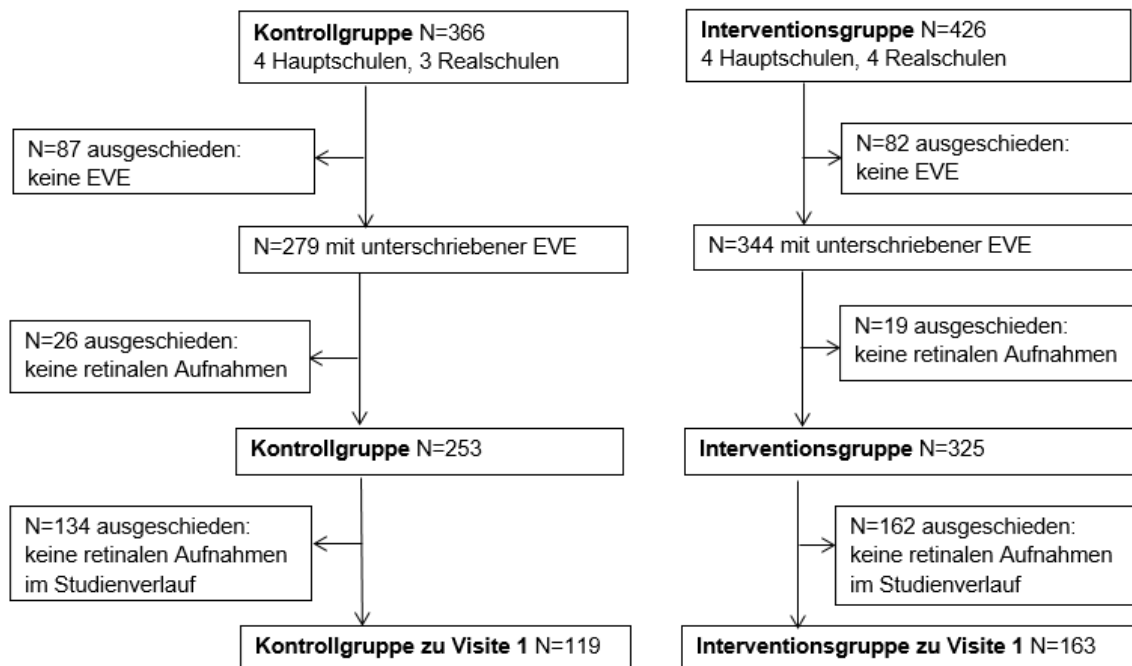 Kontrollgruppe N=366
4 Hauptschulen, 3 Realschulen
Interventionsgruppe N=426
4 Hauptschulen, 4 Realschulen
N=87 ausgeschieden:
keine EVE
N=82 ausgeschieden:
keine EVE
N=279 mit unterschriebener EVE
N=344 mit unterschriebener EVE
N=26 ausgeschieden:
keine retinalen Aufnahmen
N=19 ausgeschieden:
keine retinalen Aufnahmen
Kontrollgruppe N=253
Interventionsgruppe N=325
N=134 ausgeschieden:
keine retinalen Aufnahmen
im Studienverlauf
N=162 ausgeschieden:
keine retinalen Aufnahmen
im Studienverlauf
Kontrollgruppe zu Visite 1 N=119
Interventionsgruppe zu Visite 1 N=163